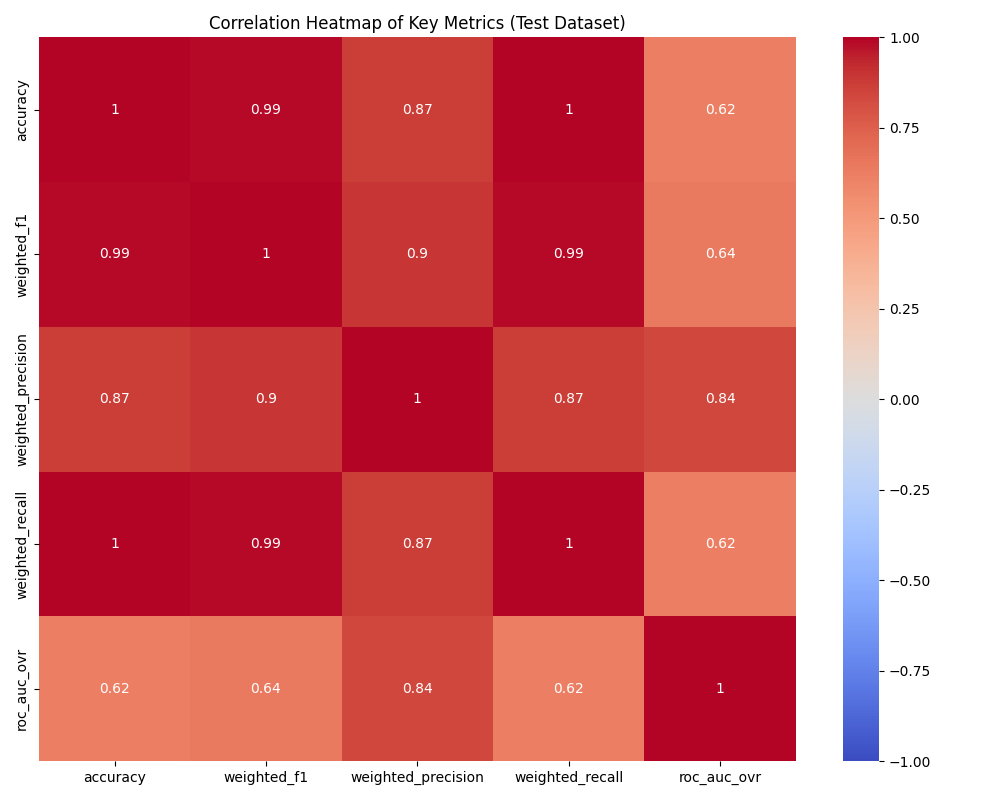 Correlation Heatmap of Key Metrics (Test Dataset)
accuracy
1 0.99 0.87 1 0.62
weighted_f1
0.99 1 0.9 0.99 0.64
weighted_precision
0.87 0.9 1 0.87 0.84
weighted_recall
1 0.99 0.87 1 0.62
roc_auc_ovr
0.62 0.64 0.84 0.62 1
accuracy weighted_f1 weighted_precision weighted_recall roc_auc_ovr
1.00
0.75
0.50
0.25
0.00
−0.25
−0.50
−0.75
−1.00